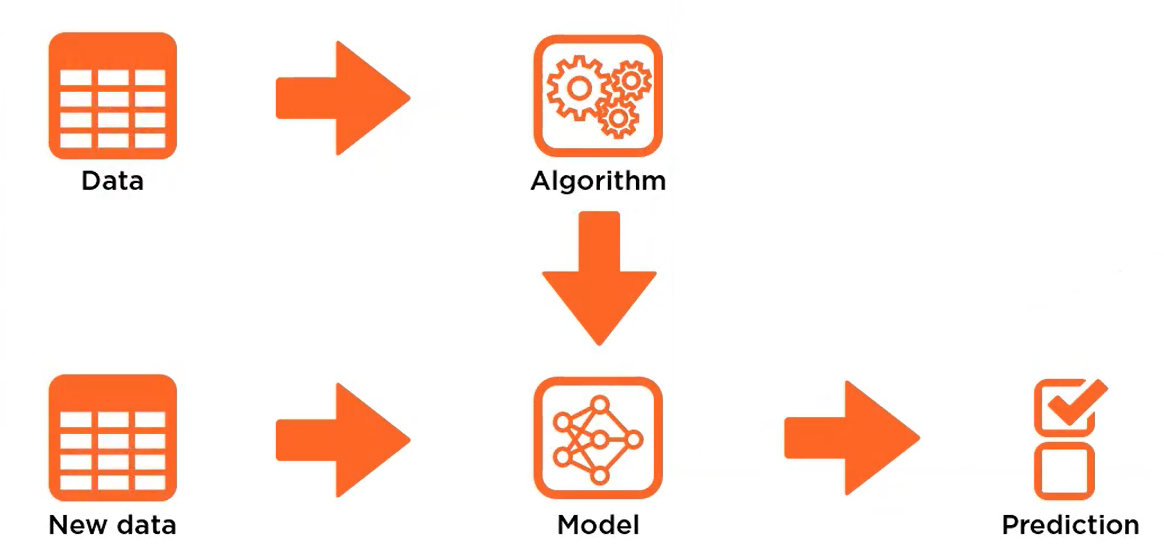 Data
Algorithm
New data
Model
Prediction